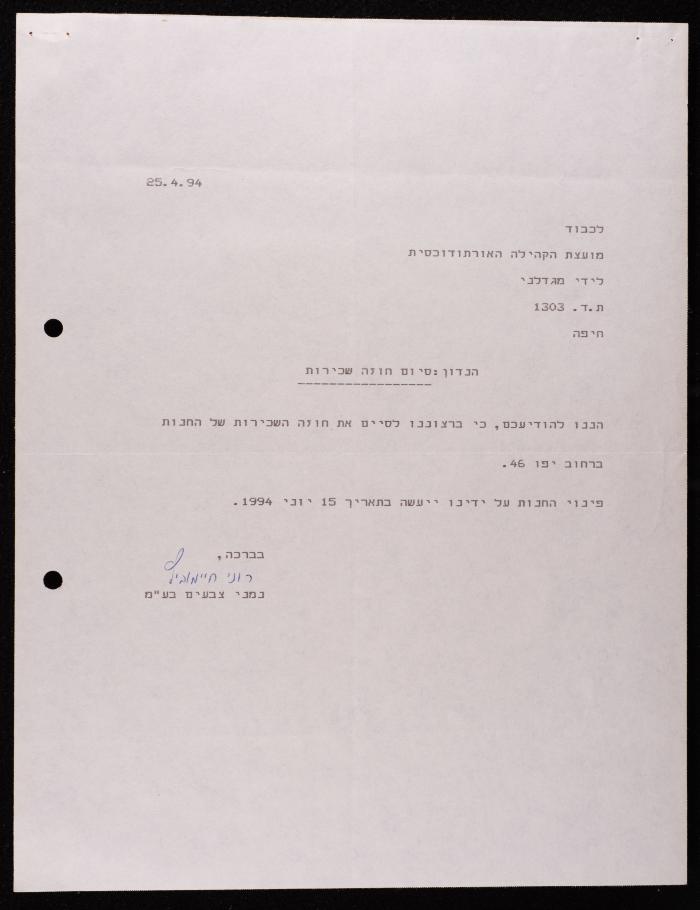 25.4.94
לכבוד
מועצת הקהילה האורתודוכסית
לידי מגדלני
ת.ד. 1303
חיפה
הנדון:סיום חוזה שכירות
הננו להודיעכם, כי ברצוננו לסיים את חוזה השכירות של החנות
ברחוב יפו 46.
פינוי החנות על ידינו ייעשה בתאריך 15 יוני 1994.
בברכה,
רוני חיימוביץ
נמני צבעים בע"מ